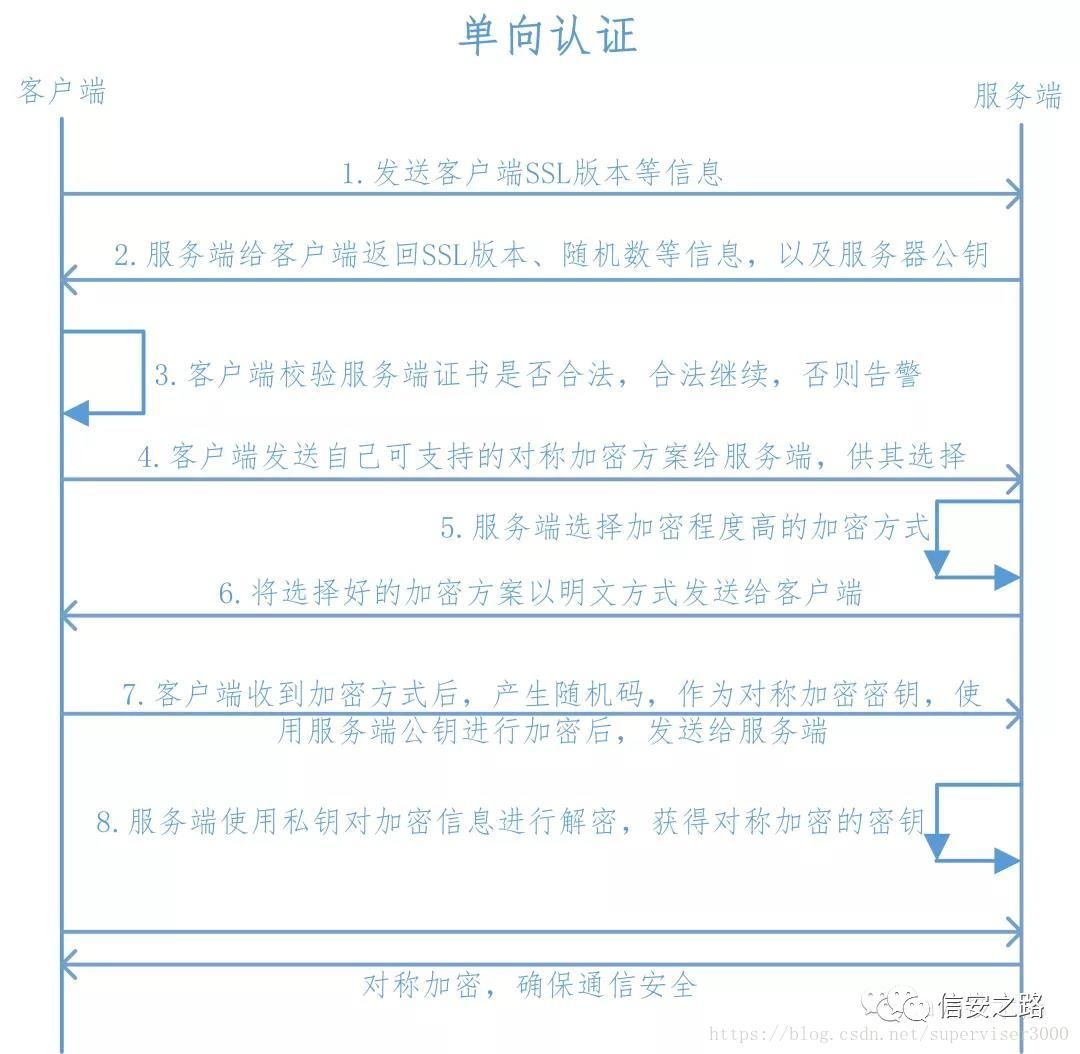 单向认证
客户端
服务端
1.发送客户端SSL版本等信息
2.服务端给客户端返回SSL版本、随机数等信息，以及服务器公钥
3.客户端校验服务端证书是否合法，合法继续，否则告警
4.客户端发送自己可支持的对称加密方案给服务端，供其选择
5.服务端选择加密程度高的加密方式
6.将选择好的加密方案以明文方式发送给客户端
7.客户端收到加密方式后，产生随机码，作为对称加密密钥，使
用服务端公钥进行加密后，发送给服务端
8.服务端使用私钥对加密信息进行解密，获得对称加密的密钥
对称加密，确保通信安全
信安之路
https://blog.csdn.net/superviser3000